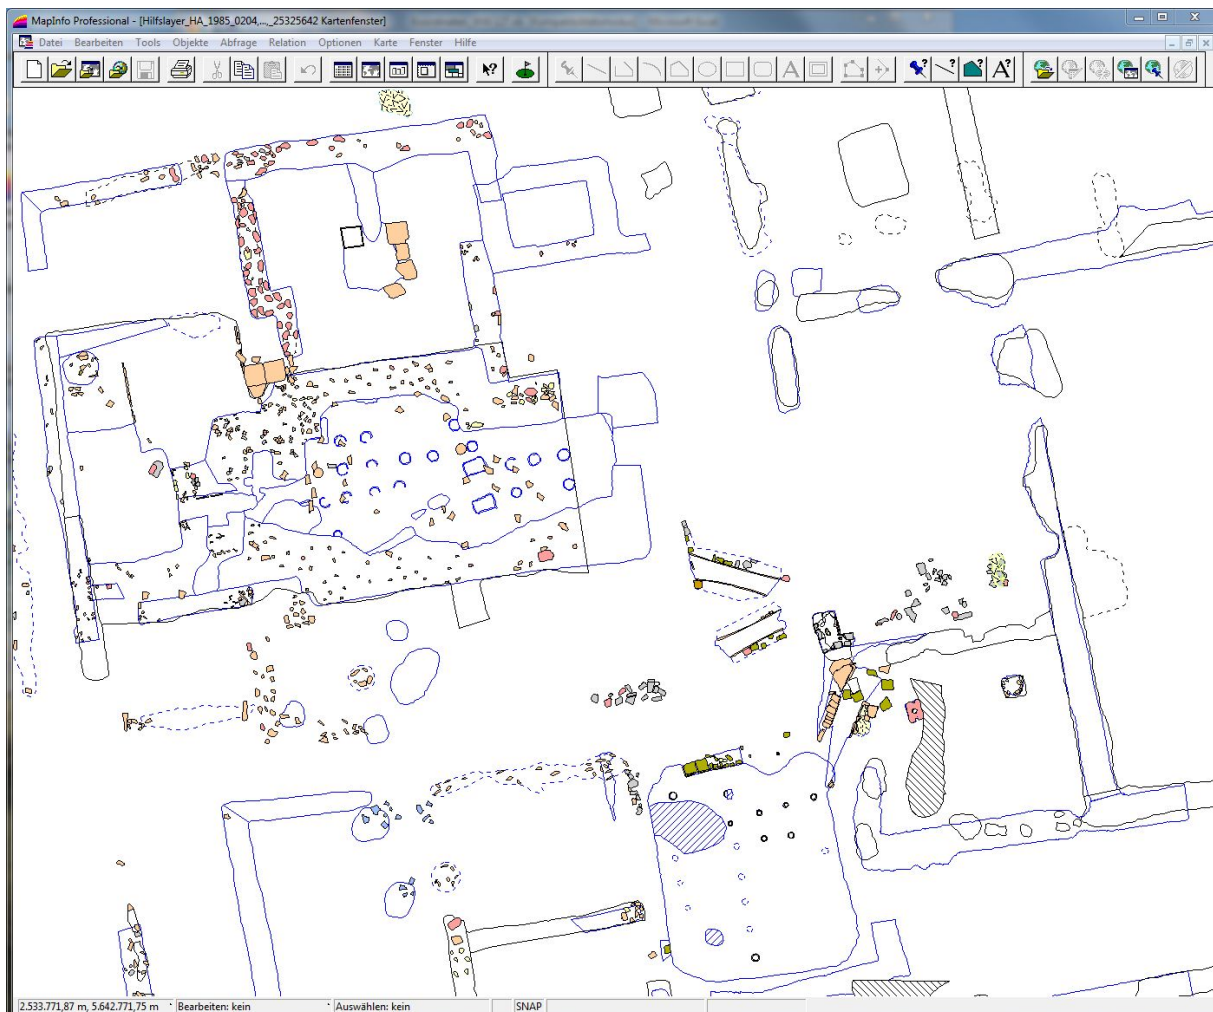 MapInfo Professional - [Hilfslayer_HA_1985_0204,...,_25325642 Kartenfenster]
Datei Bearbeiten Tools Objekte Abfrage Relation Optionen Karte Fenster Hilfe
2.533.771,87 m, 5.642.771,75 m Bearbeiten: kein Auswählen: kein SNAP